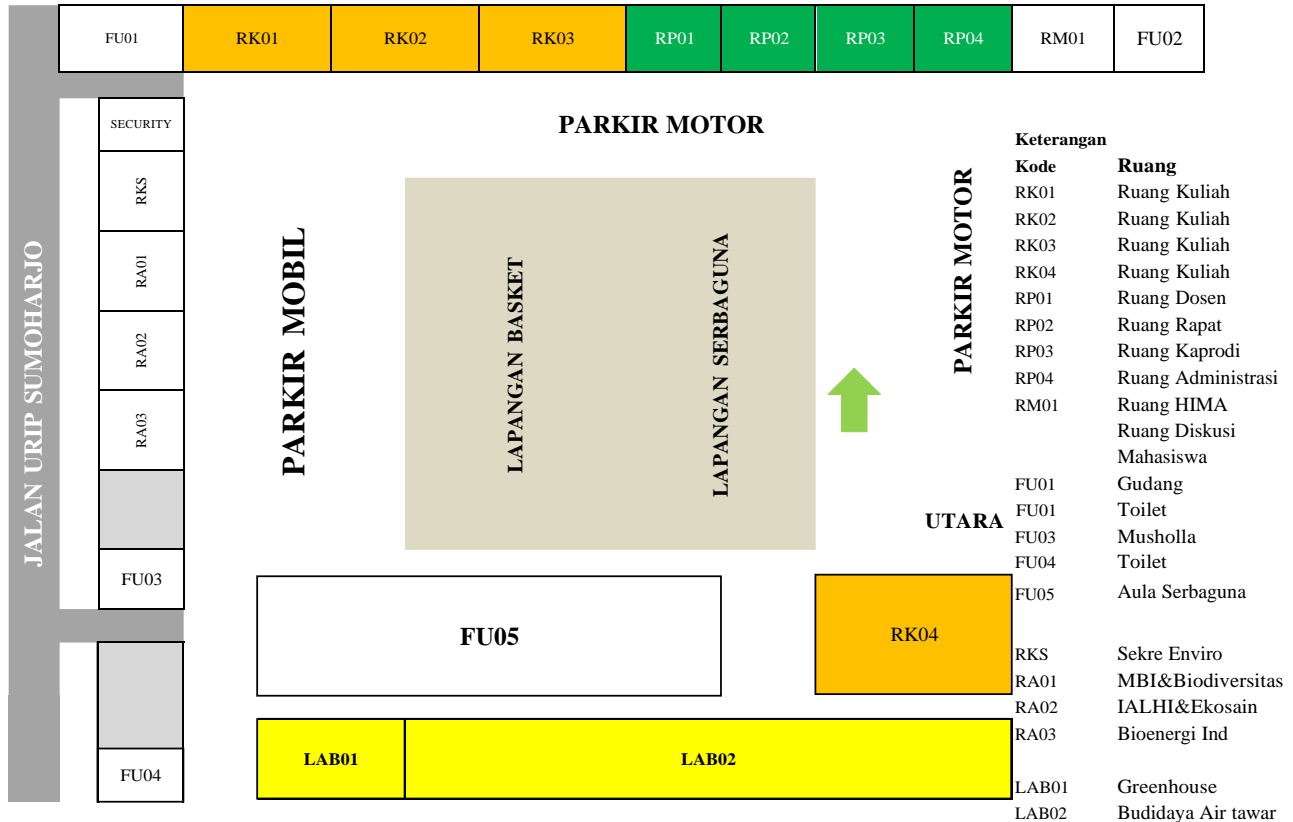 FU01 RK01 RK02 RK03 RP01 RP02 RP03 RP04 RM01 FU02
SECURITY
RKS
RA01
RA02
RA03
FU03
FU04
JALAN URIP SUMOHARJO
PARKIR MOTOR
PARKIR MOBIL
LAPANGAN BASKET
LAPANGAN SERBAGUNA
PARKIR MOTOR
UTARA
FU05
RK04
LAB01 LAB02
Keterangan
Kode Ruang
RK01 Ruang Kuliah
RK02 Ruang Kuliah
RK03 Ruang Kuliah
RK04 Ruang Kuliah
RP01 Ruang Dosen
RP02 Ruang Rapat
RP03 Ruang Kaprodi
RP04 Ruang Administrasi
RM01 Ruang HIMA
Ruang Diskusi
Mahasiswa
FU01 Gudang
FU01 Toilet
FU03 Musholla
FU04 Toilet
FU05 Aula Serbaguna
RKS Sekre Enviro
RA01 MBI&Biodiversitas
RA02 IALHI&Ekosain
RA03 Bioenergi Ind
LAB01 Greenhouse
LAB02 Budidaya Air tawar